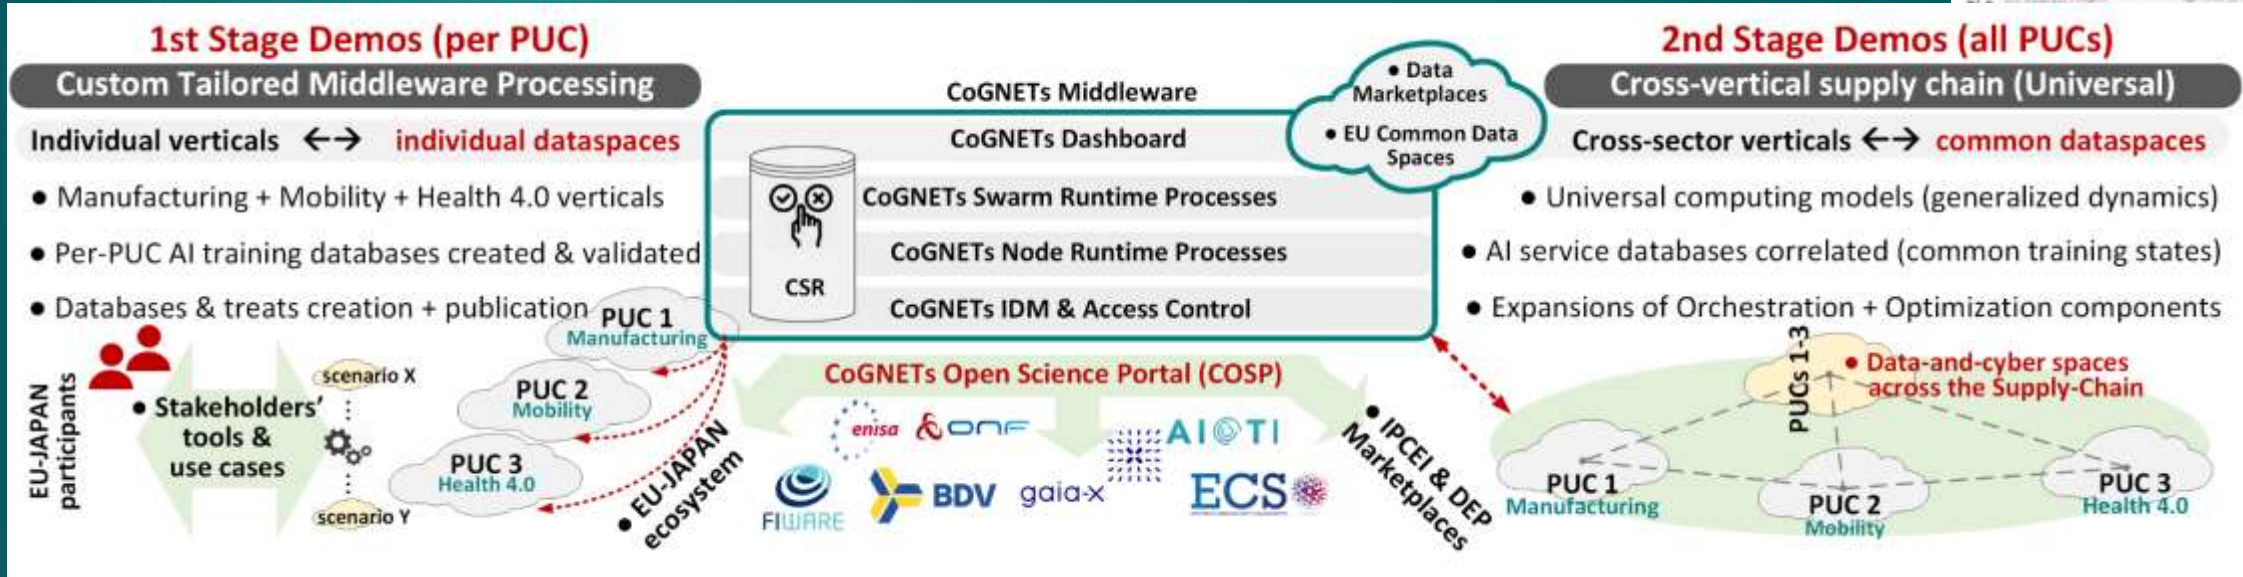 1st Stage Demos (per PUC)
Custom Tailored Middleware Processing
Individual verticals ←→ individual dataspaces
● Manufacturing + Mobility + Health 4.0 verticals
● Per-PUC AI training databases created & validated
● Databases & treats creation + publication
EU-JAPAN
participants
● Stakeholders'
tools &
use cases
scenario X
scenario Y
PUC 1
Manufacturing
PUC 2
Mobility
PUC 3
Health 4.0
● EU-JAPAN
ecosystem
CoGNETs Middleware
CoGNETs Dashboard
CoGNETs Swarm Runtime Processes
CoGNETs Node Runtime Processes
CoGNETs IDM & Access Control
CSR
● Data
Marketplaces
● EU Common Data
Spaces
CoGNETs Open Science Portal (COSP)
enisa
ONF
AIOTI
FIWARE
BDV
gaia-x
ECS
● IPCEI & DEP
Marketplaces
2nd Stage Demos (all PUCs)
Cross-vertical supply chain (Universal)
Cross-sector verticals ←→ common dataspaces
● Universal computing models (generalized dynamics)
● AI service databases correlated (common training states)
● Expansions of Orchestration + Optimization components
PUCs 1-3
● Data-and-cyber spaces
across the Supply-Chain
PUC 1
Manufacturing
PUC 2
Mobility
PUC 3
Health 4.0